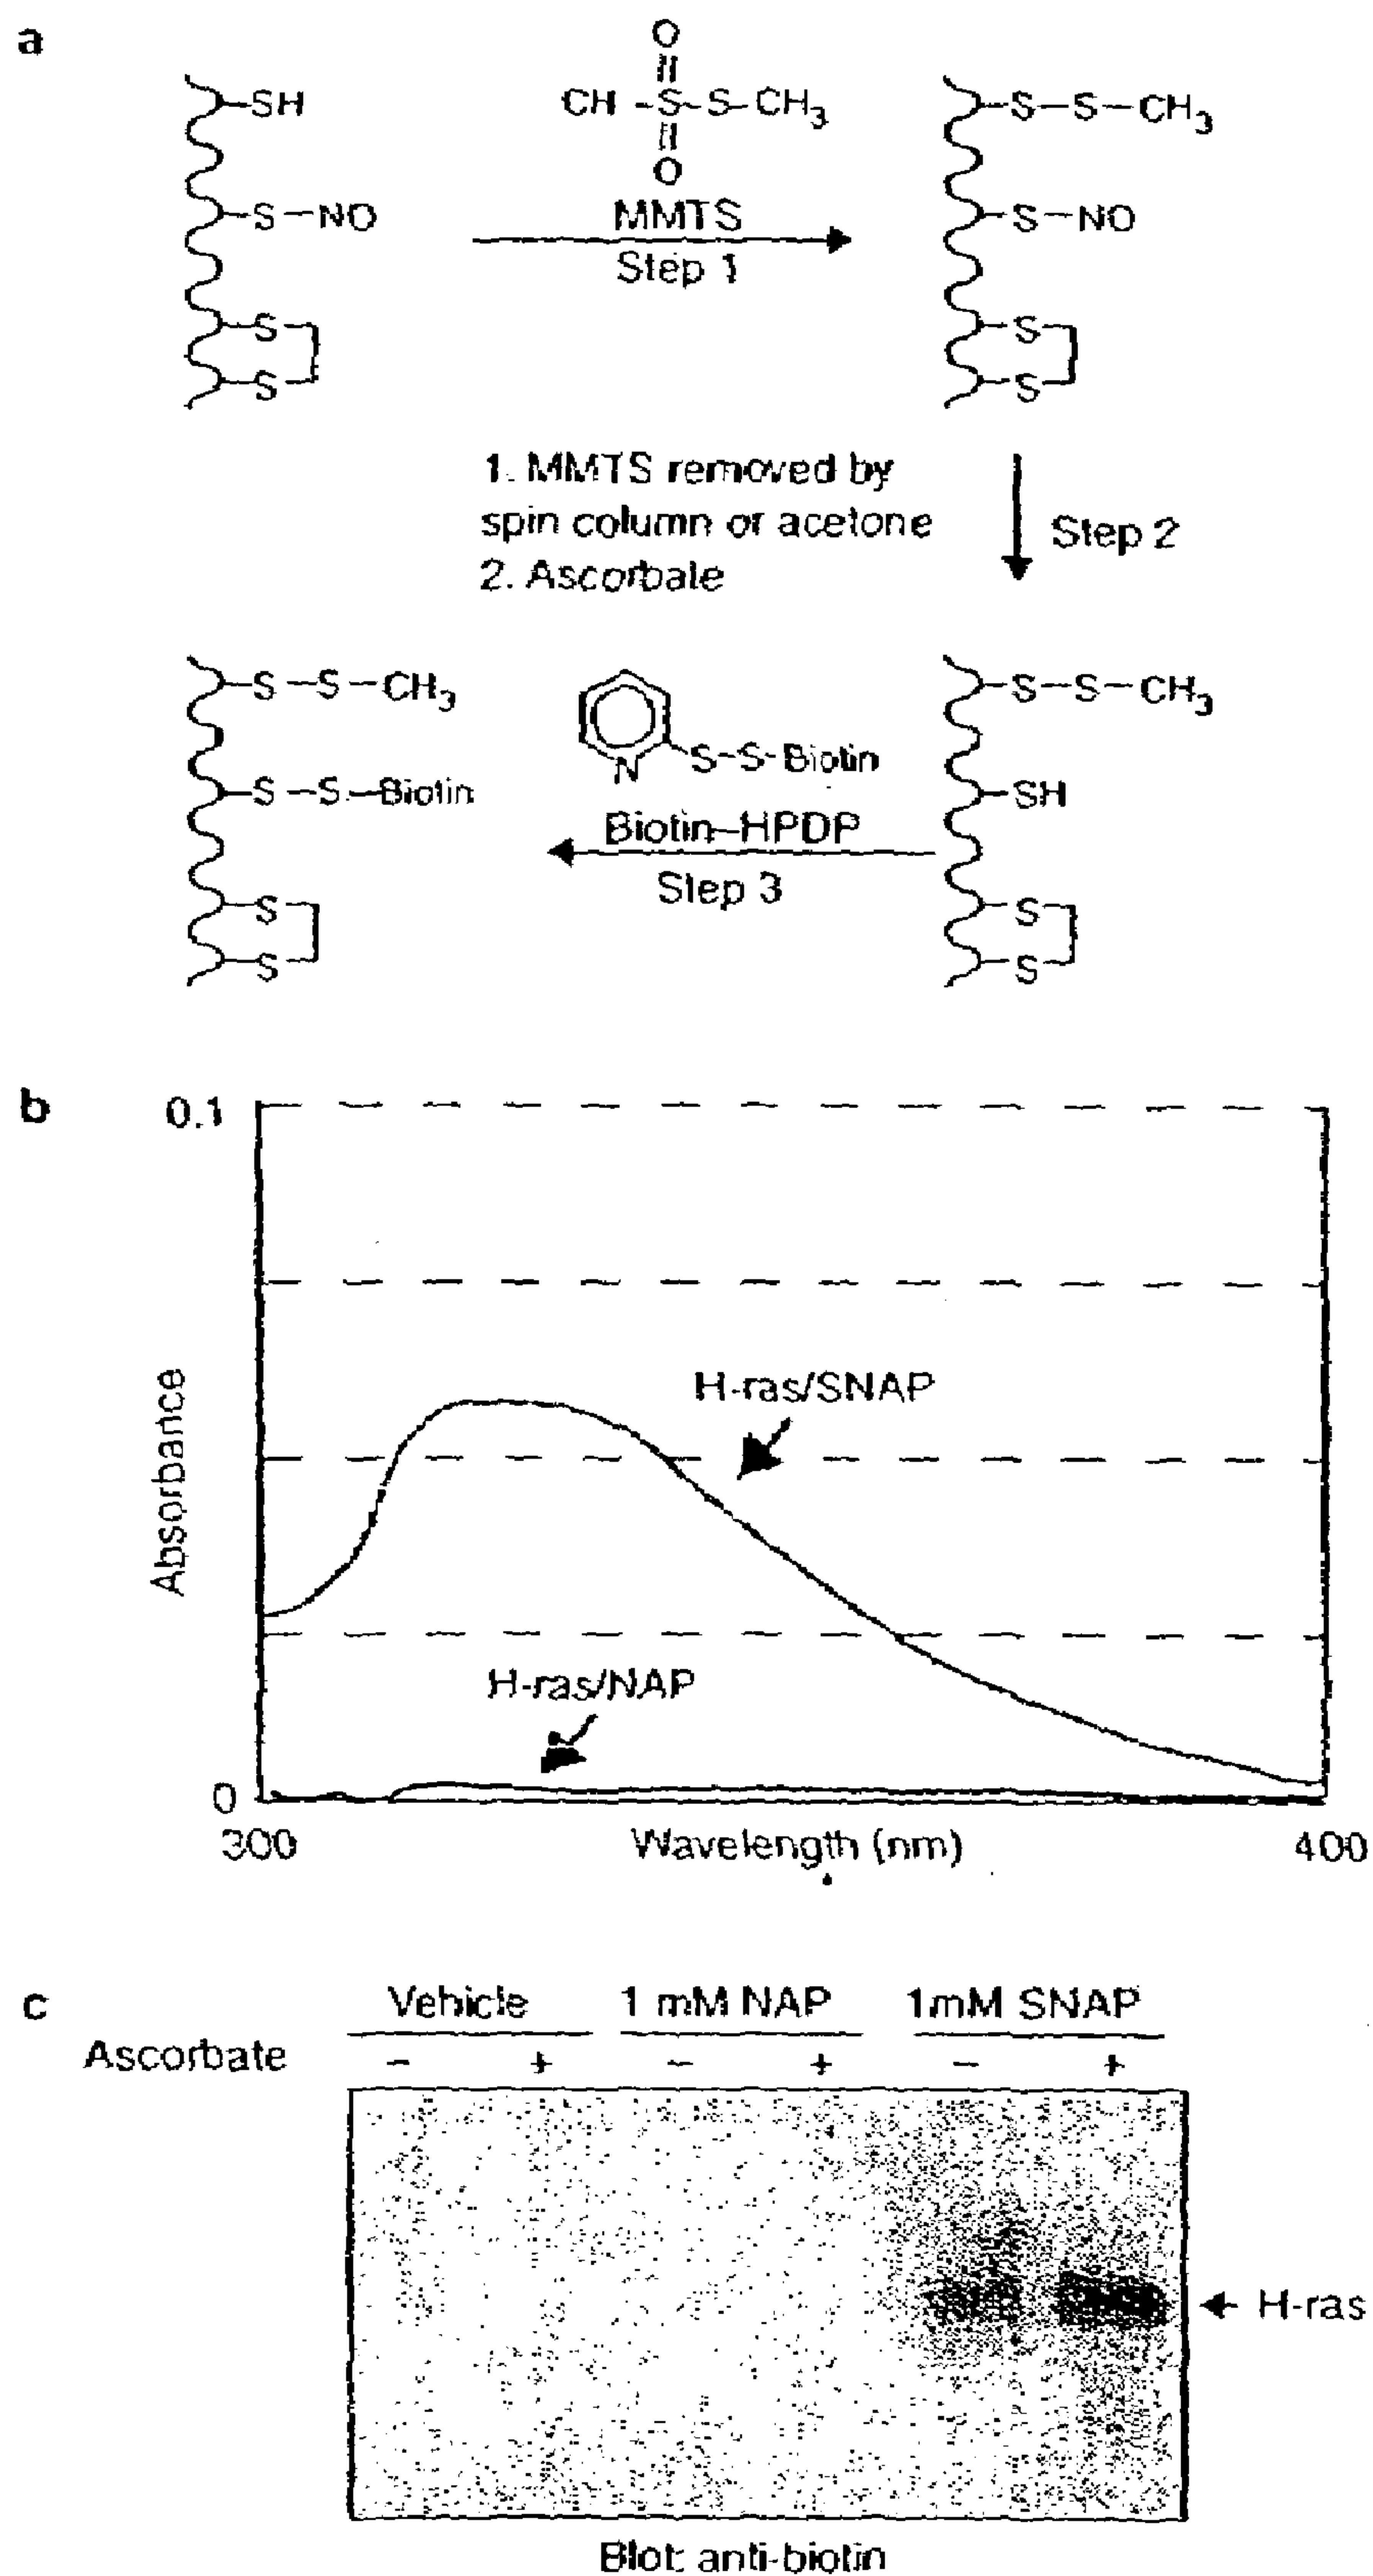 a
O
SH
CH -S-S-CH3
S-S-CH3
O
S-NO
MMTS
S-NO
Step 1
S
S
S
S
1. MMTS removed by
spin column or acetone
2. Ascorbate
Step 2
S-S-CH3
S-S-CH3
N
S-S-Biotin
S-S-Biotin
SH
Biotin-HPDP
Step 3
S
S
S
S
b
0.1
Absorbance
H-ras/SNAP
H-ras/NAP
0
300
Wavelength (nm)
400
c
Vehicle
1 mM NAP
1mM SNAP
Ascorbate
- + - + - +
H-ras
Blot: anti-biotin